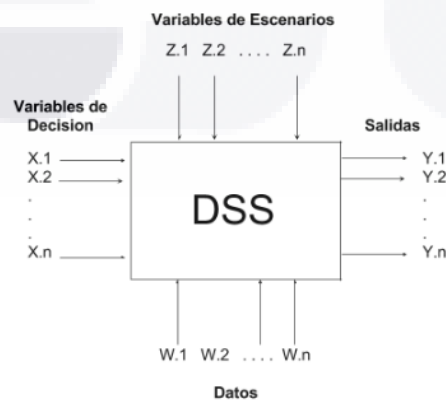 Variables de Escenarios
Z.1 Z.2 .... Z.n
Variables de
Decision
Salidas
X.1
X.2
.
.
.
X.n
DSS
Y.1
Y.2
.
.
.
Y.n
W.1 W.2 .... W.n
Datos